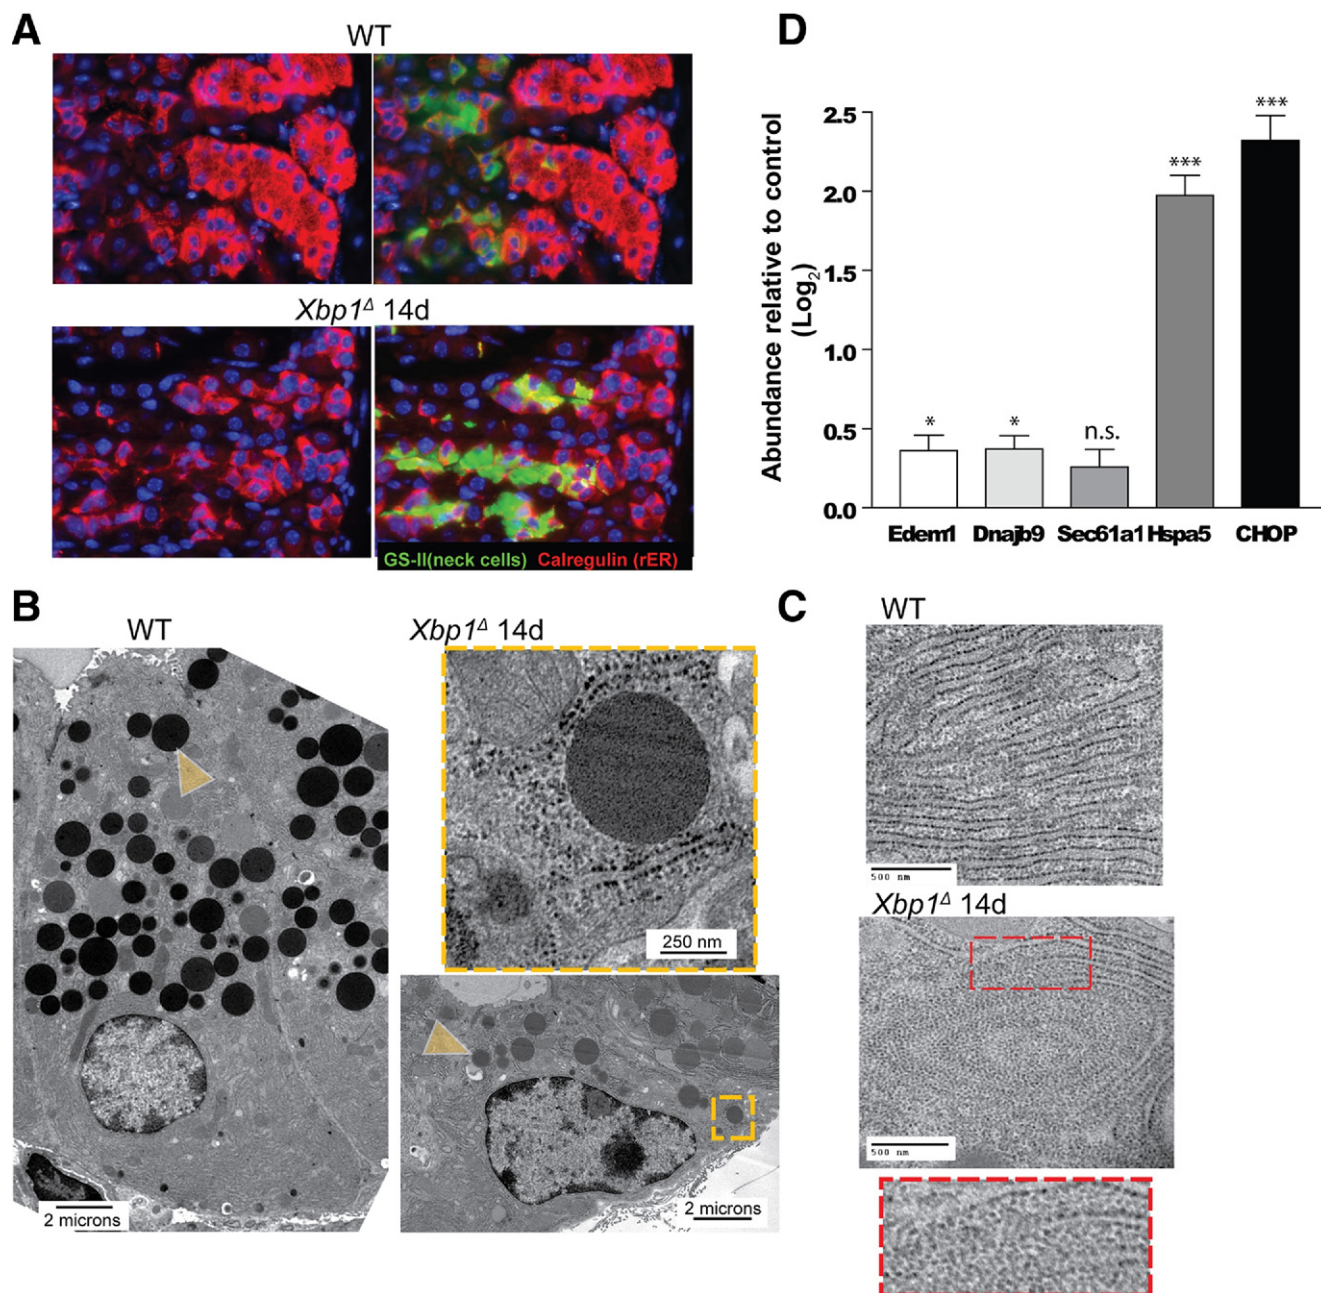 A
WT
Xbp1Δ 14d
GS-II(neck cells) Calregulin (rER)
D
Abundance relative to control
(Log2)
2.5
2.0
1.5
1.0
0.5
0.0
*
*
n.s.
***
***
Edem1 Dnajb9 Sec61a1 Hspa5 CHOP
B
WT
2 microns
Xbp1Δ 14d
250 nm
2 microns
C
WT
500 nm
Xbp1Δ 14d
500 nm